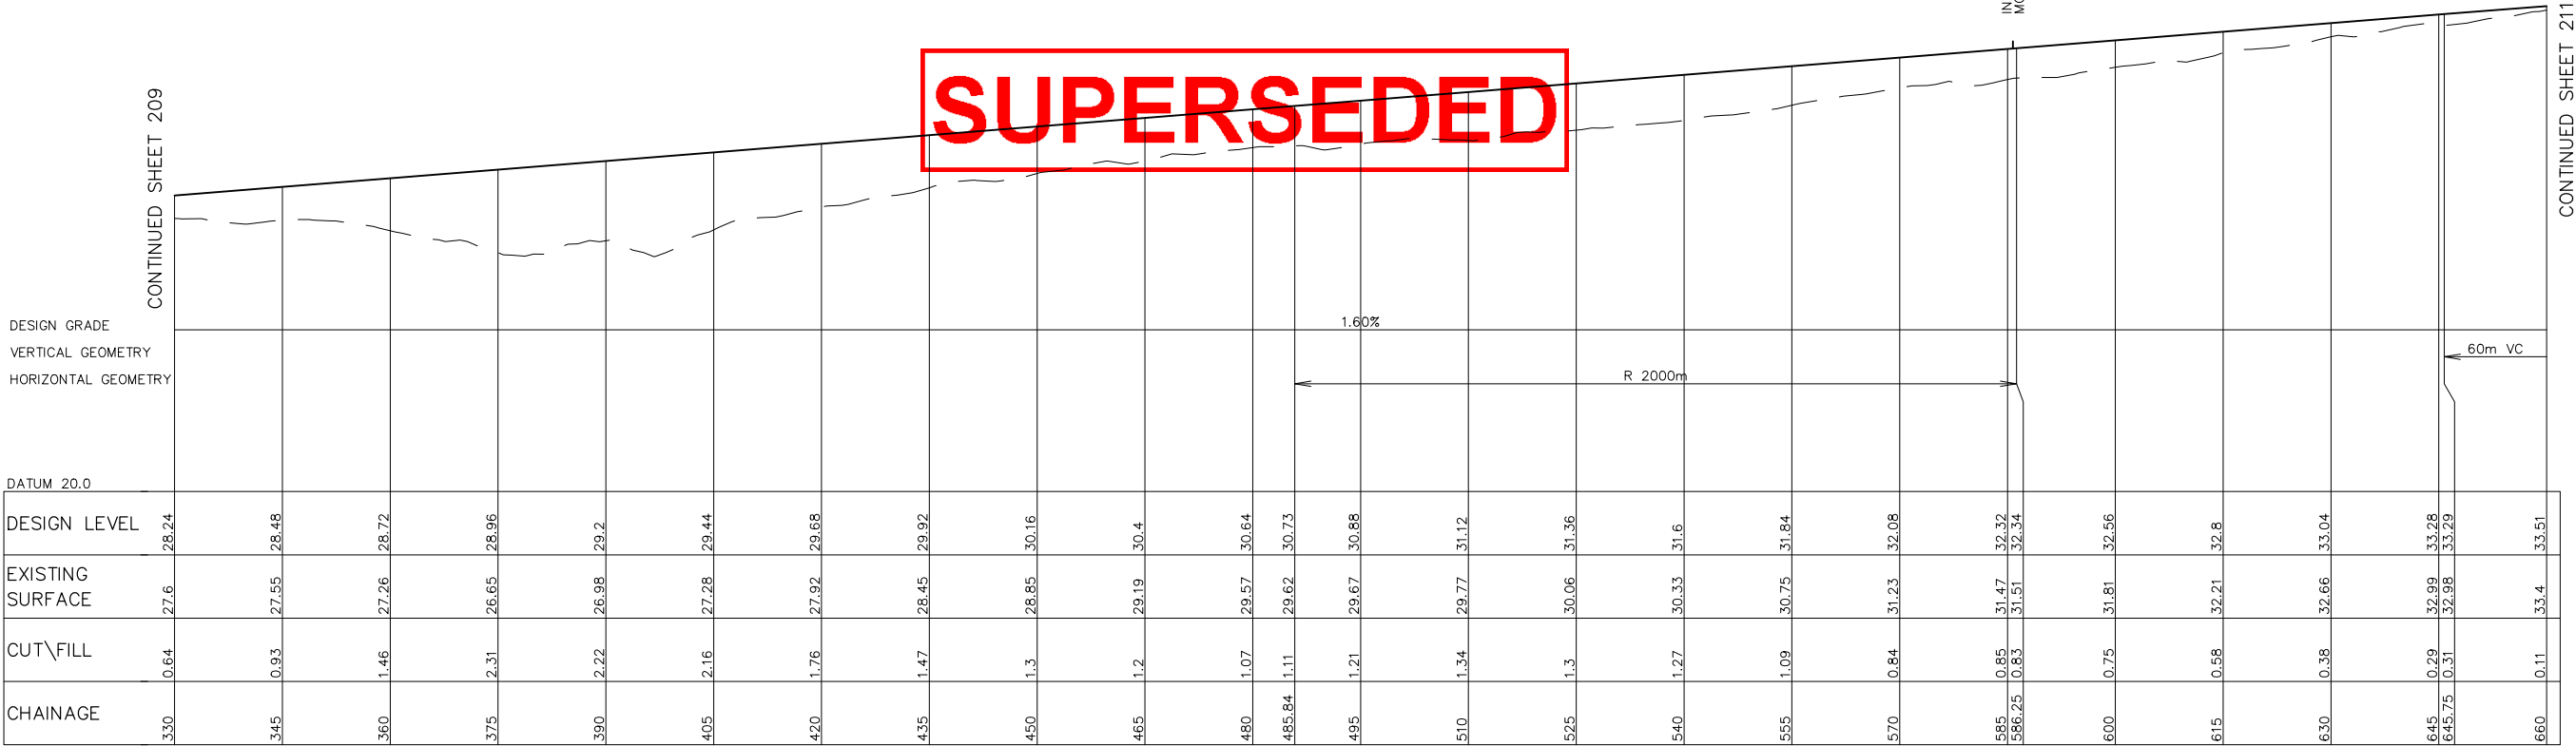 IN
MC
CONTINUED SHEET 209
CONTINUED SHEET 211
SUPERSEDED
DESIGN GRADE 1.60%
VERTICAL GEOMETRY 60m VC
HORIZONTAL GEOMETRY R 2000m
DATUM 20.0
DESIGN LEVEL 28.24 28.48 28.72 28.96 29.2 29.44 29.68 29.92 30.16 30.4 30.64 30.73 30.88 31.12 31.36 31.6 31.84 32.08 32.32 32.34 32.56 32.8 33.04 33.28 33.29 33.51
EXISTING
SURFACE 27.6 27.55 27.26 26.65 26.98 27.28 27.92 28.45 28.85 29.19 29.57 29.62 29.67 29.77 30.06 30.33 30.75 31.23 31.47 31.51 31.81 32.21 32.66 32.99 32.98 33.4
CUT\FILL 0.64 0.93 1.46 2.31 2.22 2.16 1.76 1.47 1.3 1.2 1.07 1.11 1.21 1.34 1.3 1.27 1.09 0.84 0.85 0.83 0.75 0.58 0.38 0.29 0.31 0.11
CHAINAGE 330 345 360 375 390 405 420 435 450 465 480 485.84 495 510 525 540 555 570 585 586.25 600 615 630 645 645.75 660